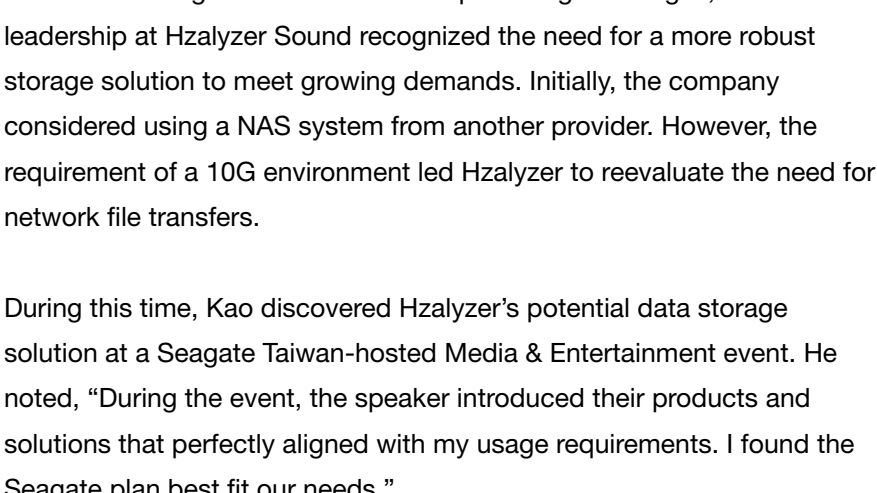 leadership at Hzalyzer Sound recognized the need for a more robust
storage solution to meet growing demands. Initially, the company
considered using a NAS system from another provider. However, the
requirement of a 10G environment led Hzalyzer to reevaluate the need for
network file transfers.
During this time, Kao discovered Hzalyzer’s potential data storage
solution at a Seagate Taiwan-hosted Media & Entertainment event. He
noted, “During the event, the speaker introduced their products and
solutions that perfectly aligned with my usage requirements. I found the
Seagate plan best fit our needs.”